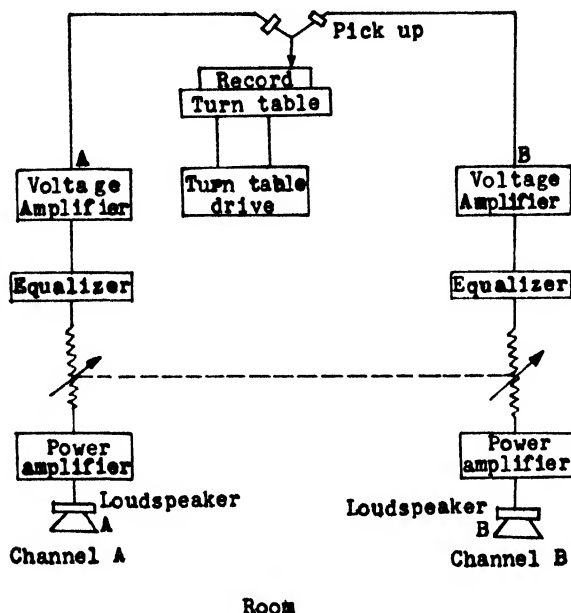 Pick up
Record
Turn table
A
B
Voltage
Amplifier
Turn table
drive
Voltage
Amplifier
Equalizer
Equalizer
Power
amplifier
Power
amplifier
Loudspeaker
A
Loudspeaker
B
Channel A
Channel B
Room